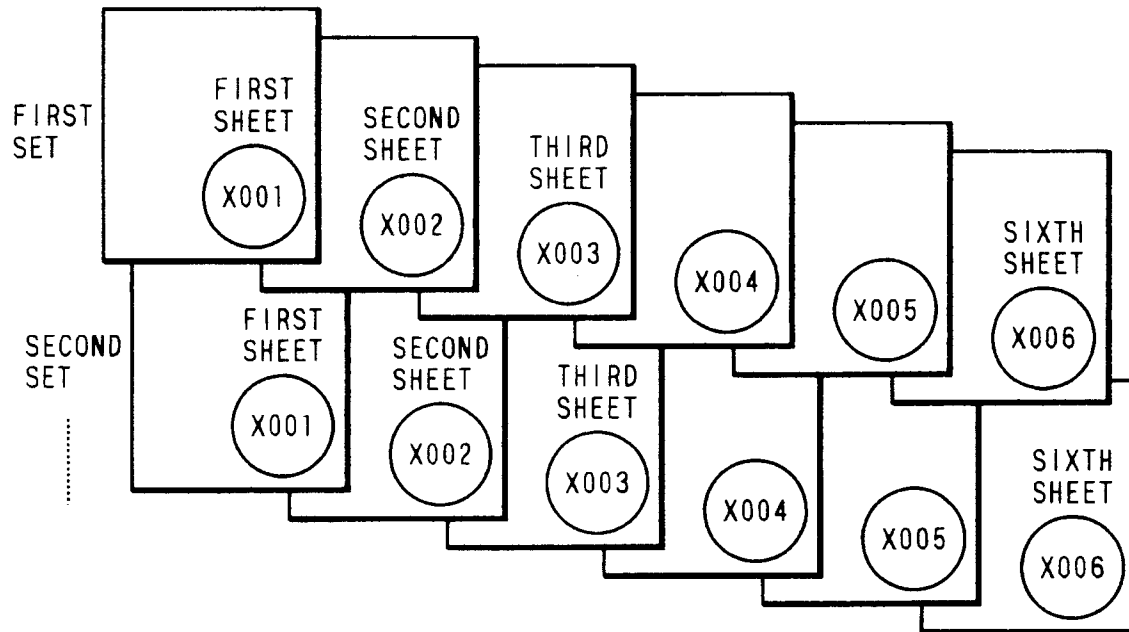 FIRST
SET
FIRST
SHEET
X001
SECOND
SHEET
X002
THIRD
SHEET
X003
X004
X005
SIXTH
SHEET
X006
SECOND
SET
FIRST
SHEET
X001
SECOND
SHEET
X002
THIRD
SHEET
X003
X004
X005
SIXTH
SHEET
X006